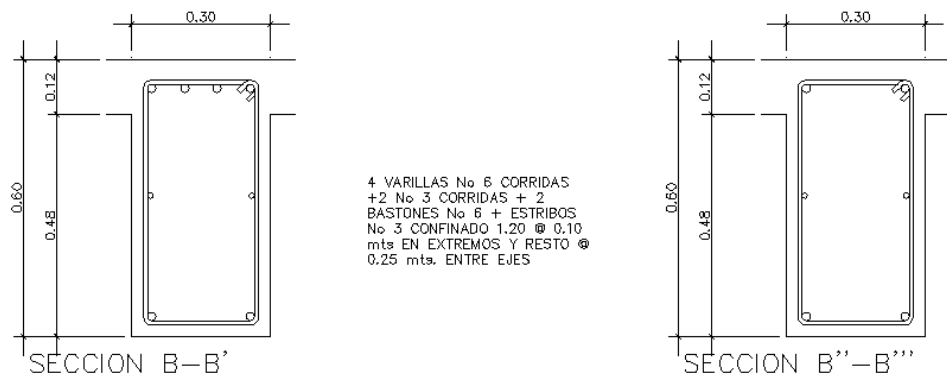 0.30
0.12
0.60
0.48
SECCION B-B'
4 VARILLAS No 6 CORRIDAS
+2 No 3 CORRIDAS + 2
BASTONES No 6 + ESTRIBOS
No 3 CONFINADO 1.20 @ 0.10
mts EN EXTREMOS Y RESTO @
0.25 mts. ENTRE EJES
0.30
0.12
0.60
0.48
SECCION B''-B'''